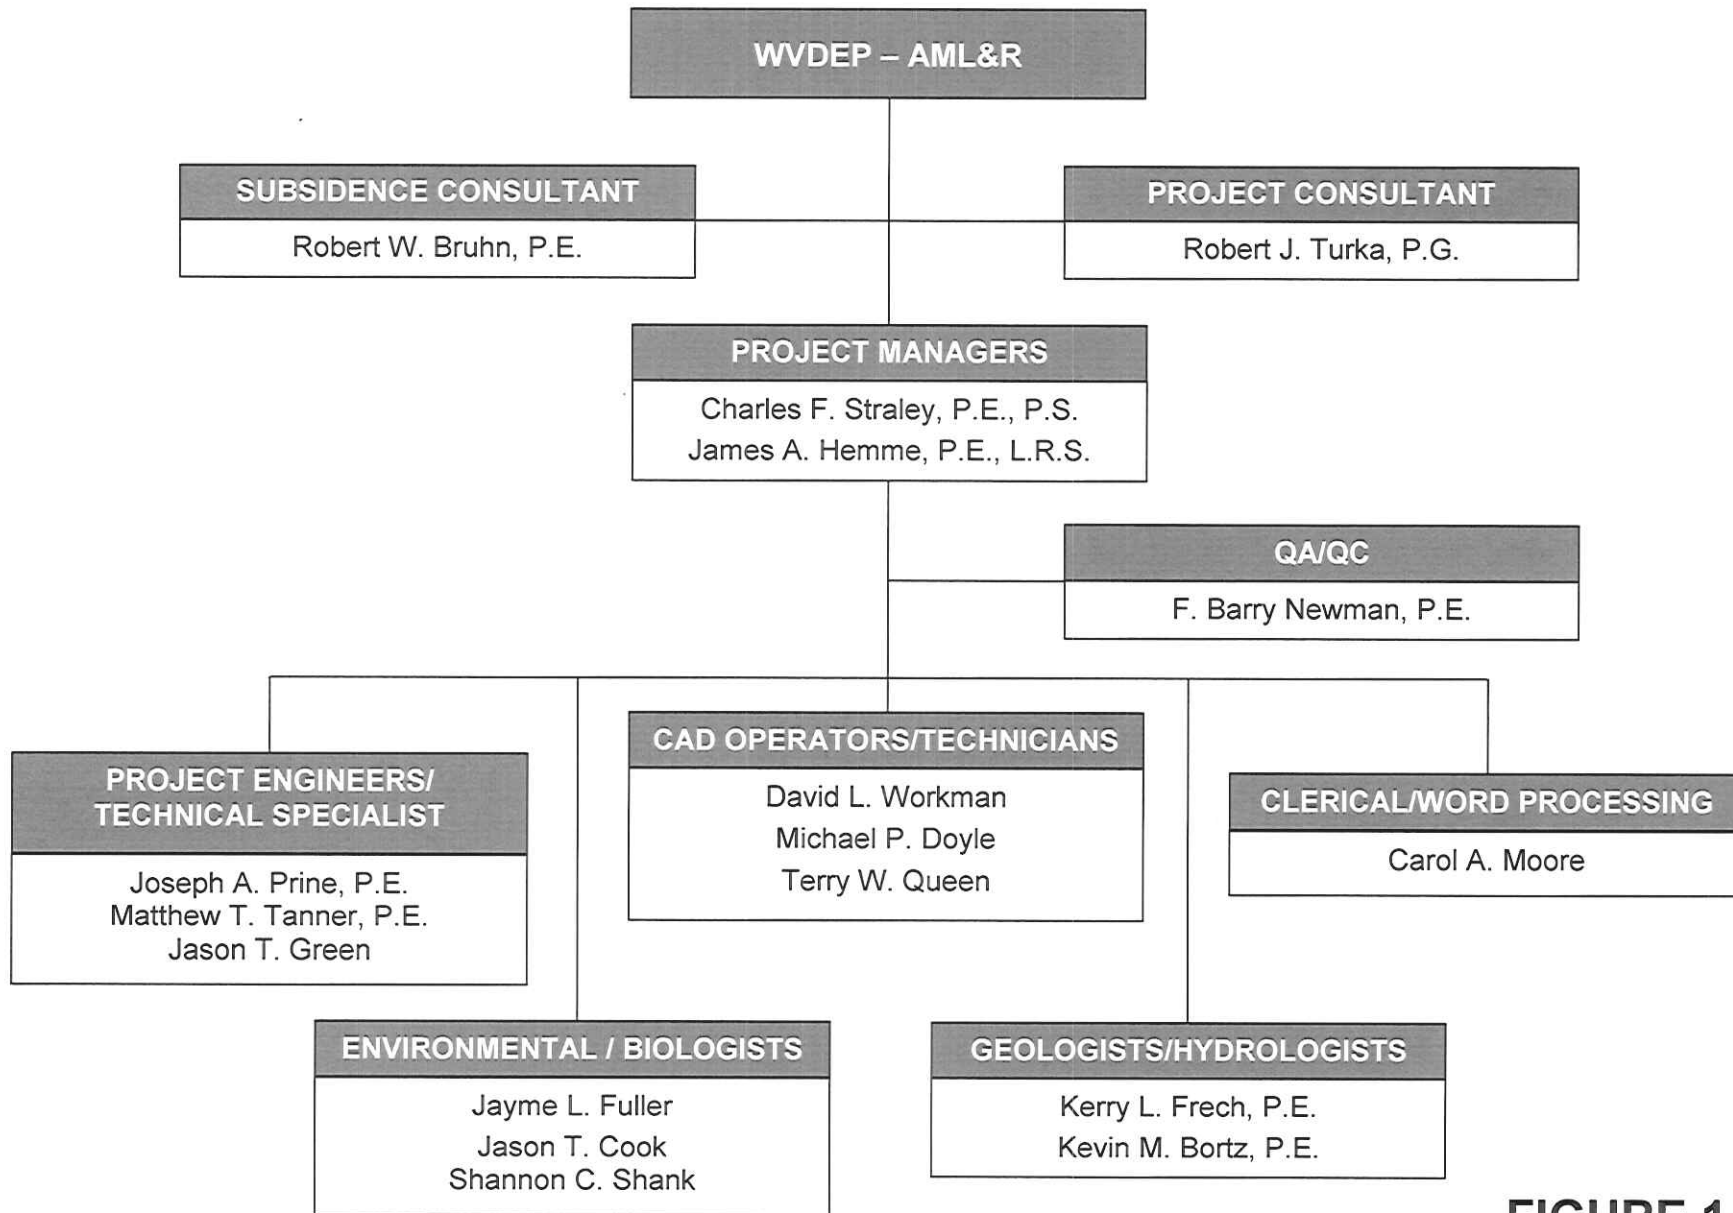 WVDEP – AML&R
SUBSIDENCE CONSULTANT
Robert W. Bruhn, P.E.
PROJECT CONSULTANT
Robert J. Turka, P.G.
PROJECT MANAGERS
Charles F. Straley, P.E., P.S.
James A. Hemme, P.E., L.R.S.
QA/QC
F. Barry Newman, P.E.
PROJECT ENGINEERS/
TECHNICAL SPECIALIST
Joseph A. Prine, P.E.
Matthew T. Tanner, P.E.
Jason T. Green
CAD OPERATORS/TECHNICIANS
David L. Workman
Michael P. Doyle
Terry W. Queen
CLERICAL/WORD PROCESSING
Carol A. Moore
ENVIRONMENTAL / BIOLOGISTS
Jayme L. Fuller
Jason T. Cook
Shannon C. Shank
GEOLOGISTS/HYDROLOGISTS
Kerry L. Frech, P.E.
Kevin M. Bortz, P.E.
FIGURE 1